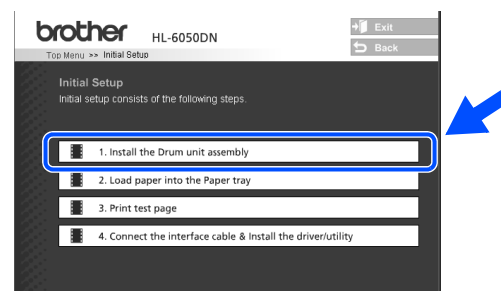 brother HL-6050DN
Exit
Back
Top Menu >> Initial Setup
Initial Setup
Initial setup consists of the following steps.
1. Install the Drum unit assembly
2. Load paper into the Paper tray
3. Print test page
4. Connect the interface cable & Install the driver/utility